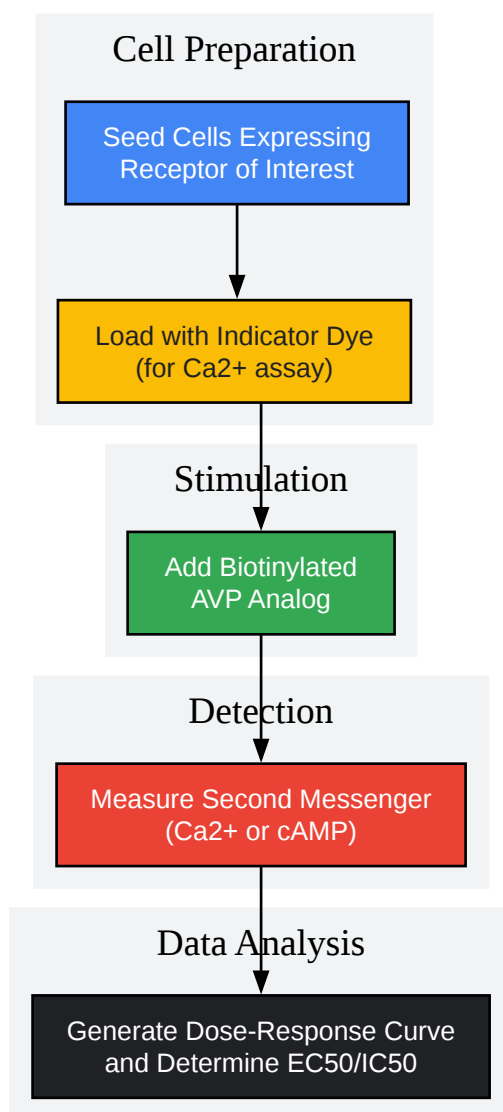 Cell Preparation
Seed Cells Expressing
Receptor of Interest
Load with Indicator Dye
(for Ca2+ assay)
Stimulation
Add Biotinylated
AVP Analog
Detection
Measure Second Messenger
(Ca2+ or cAMP)
Data Analysis
Generate Dose-Response Curve
and Determine EC50/IC50